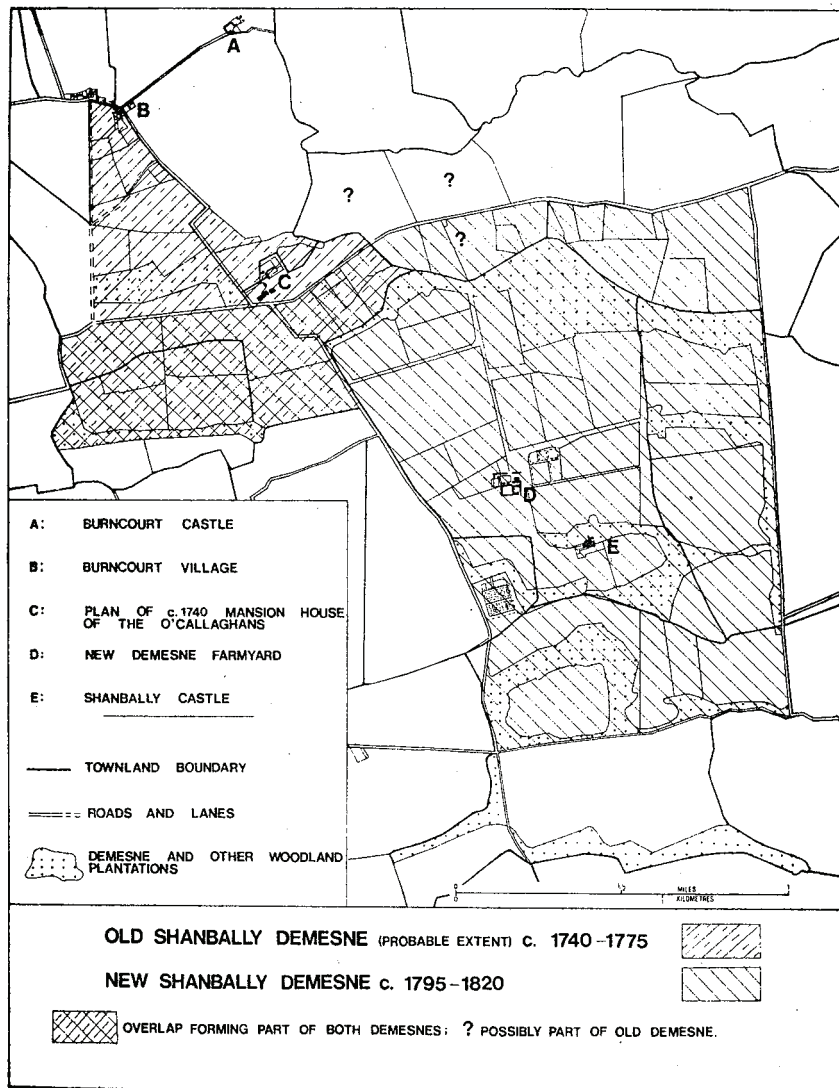 A
B
?
?
?
C
D
E
A: BURNCOURT CASTLE
B: BURNCOURT VILLAGE
C: PLAN OF c. 1740 MANSION HOUSE
OF THE O'CALLAGHANS
D: NEW DEMESNE FARMYARD
E: SHANBALLY CASTLE
TOWNLAND BOUNDARY
ROADS AND LANES
DEMESNE AND OTHER WOODLAND
PLANTATIONS
MILES
KILOMETRES
OLD SHANBALLY DEMESNE (PROBABLE EXTENT) C. 1740-1775
NEW SHANBALLY DEMESNE c. 1795-1820
OVERLAP FORMING PART OF BOTH DEMESNES; ? POSSIBLY PART OF OLD DEMESNE.